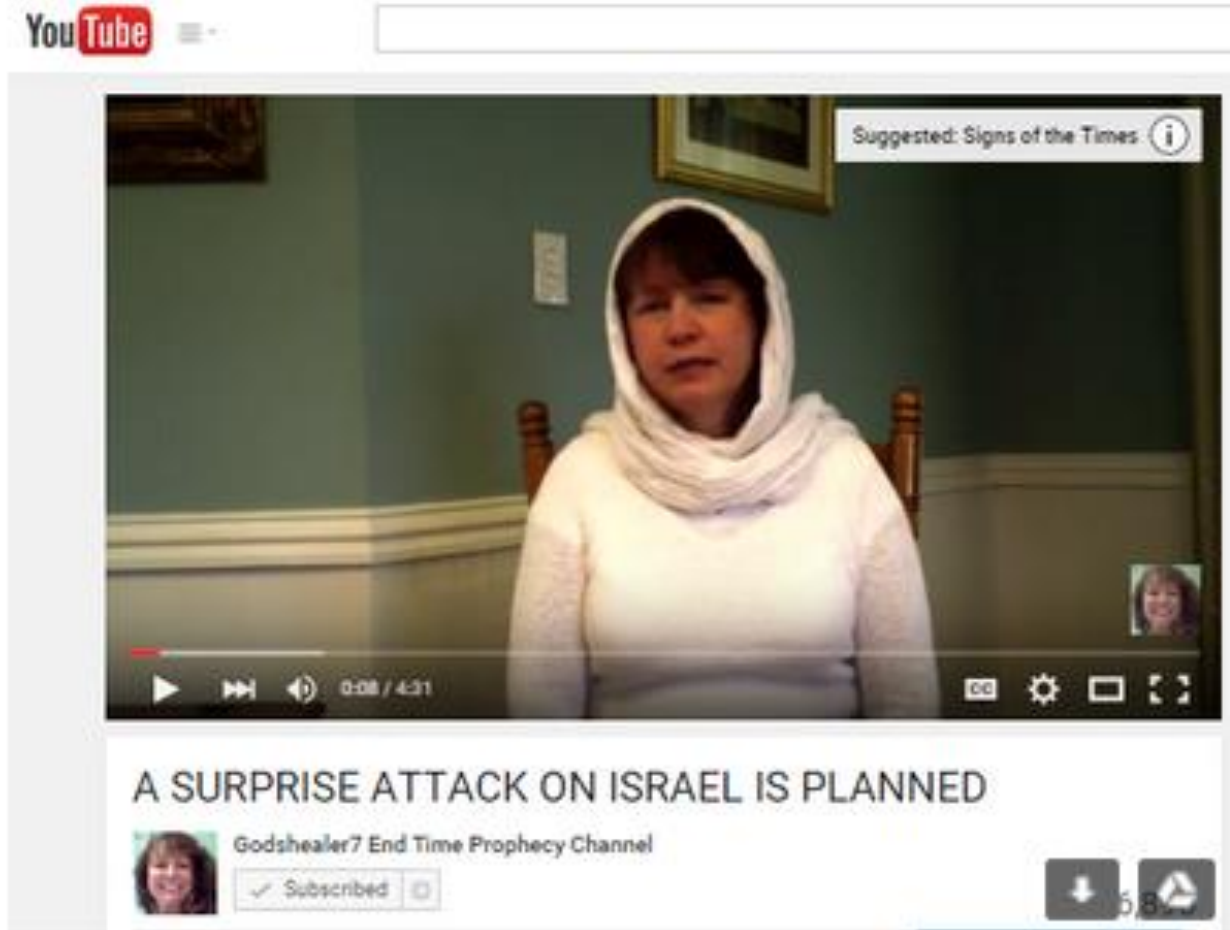 YouTube
Suggested: Signs of the Times i
0:08 / 4:31
CC
A SURPRISE ATTACK ON ISRAEL IS PLANNED
Godshealer7 End Time Prophecy Channel
Subscribed